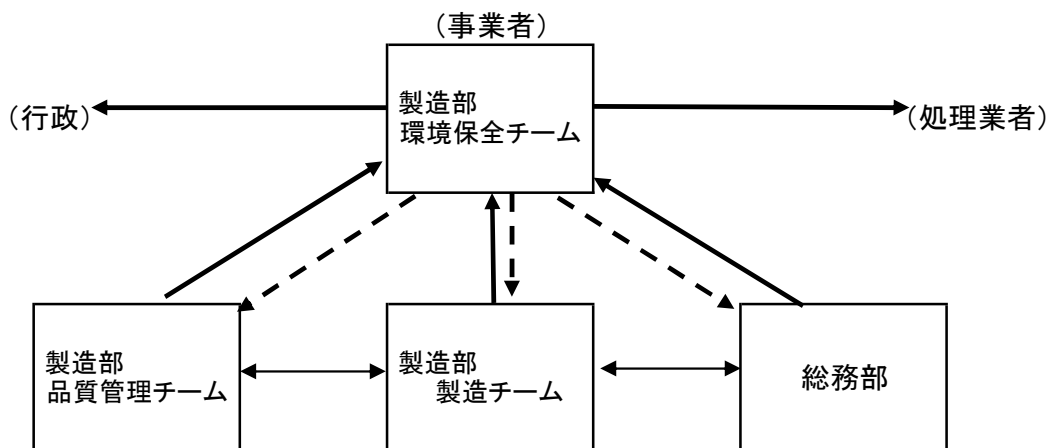 （事業者）
製造部
環境保全チーム
（行政）
（処理業者）
製造部
品質管理チーム
製造部
製造チーム
総務部